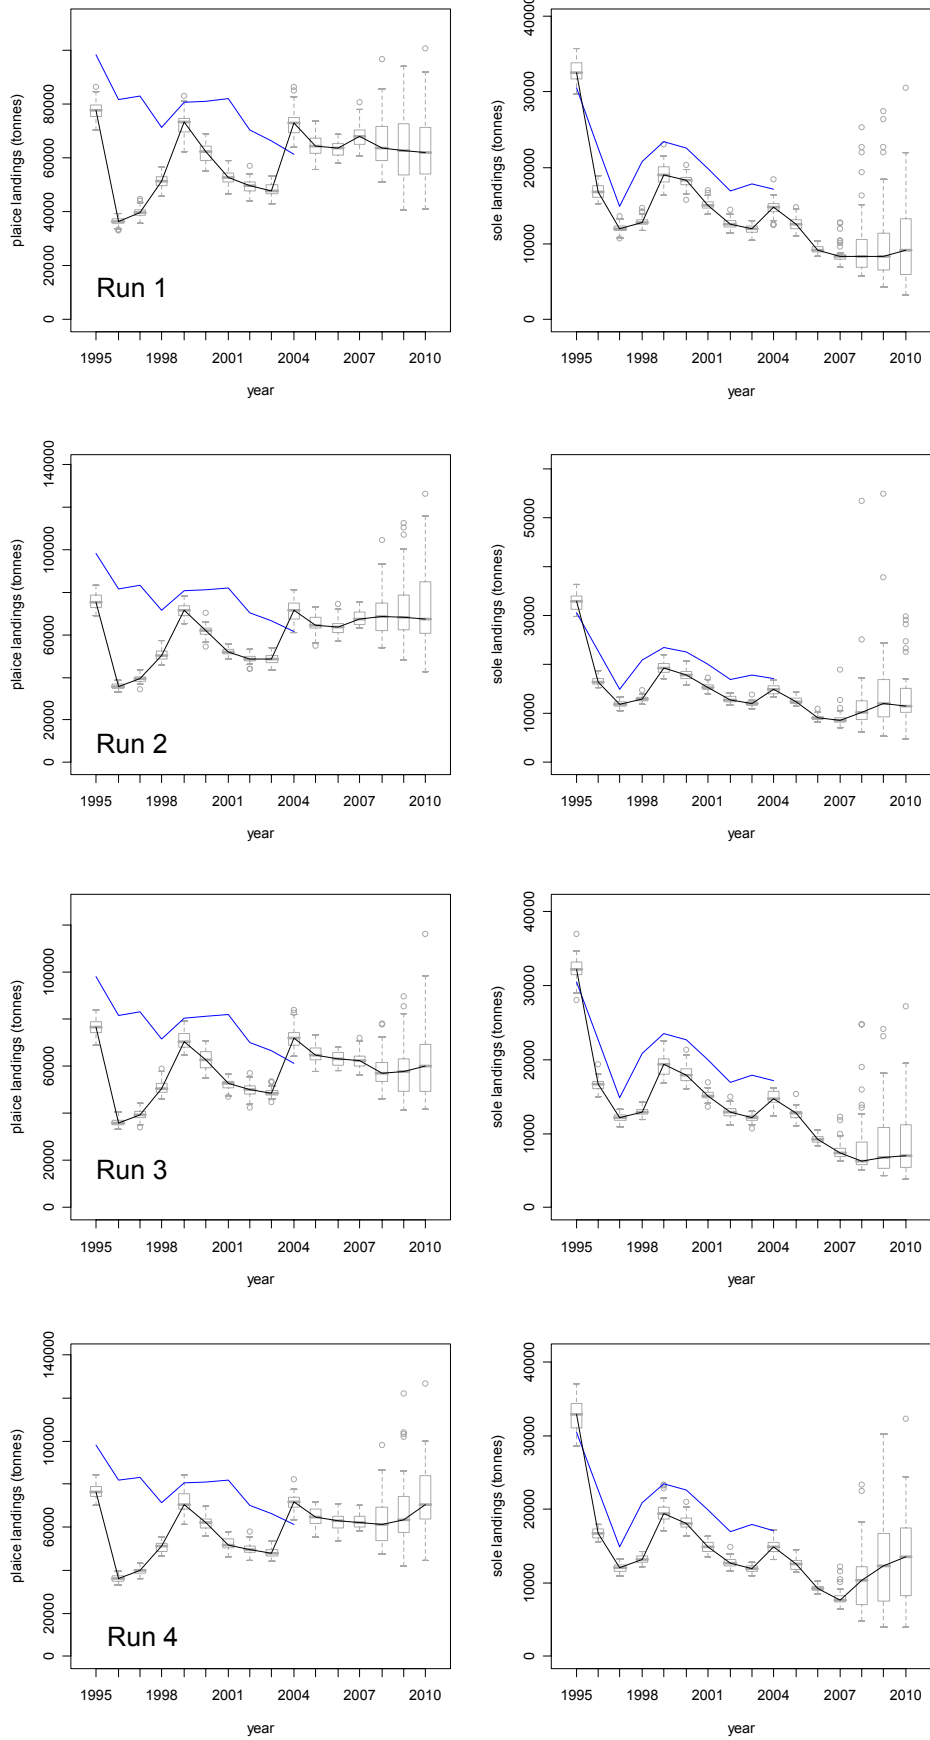 plaice landings (tonnes)
0 20000 40000 60000 80000
1995 1998 2001 2004 2007 2010
year
Run 1
sole landings (tonnes)
0 10000 20000 30000 40000
1995 1998 2001 2004 2007 2010
year
plaice landings (tonnes)
0 20000 60000 100000 140000
1995 1998 2001 2004 2007 2010
year
Run 2
sole landings (tonnes)
0 10000 30000 50000
1995 1998 2001 2004 2007 2010
year
plaice landings (tonnes)
0 20000 60000 100000
1995 1998 2001 2004 2007 2010
year
Run 3
sole landings (tonnes)
0 10000 20000 30000 40000
1995 1998 2001 2004 2007 2010
year
plaice landings (tonnes)
0 20000 60000 100000 140000
1995 1998 2001 2004 2007 2010
year
Run 4
sole landings (tonnes)
0 10000 20000 30000 40000
1995 1998 2001 2004 2007 2010
year